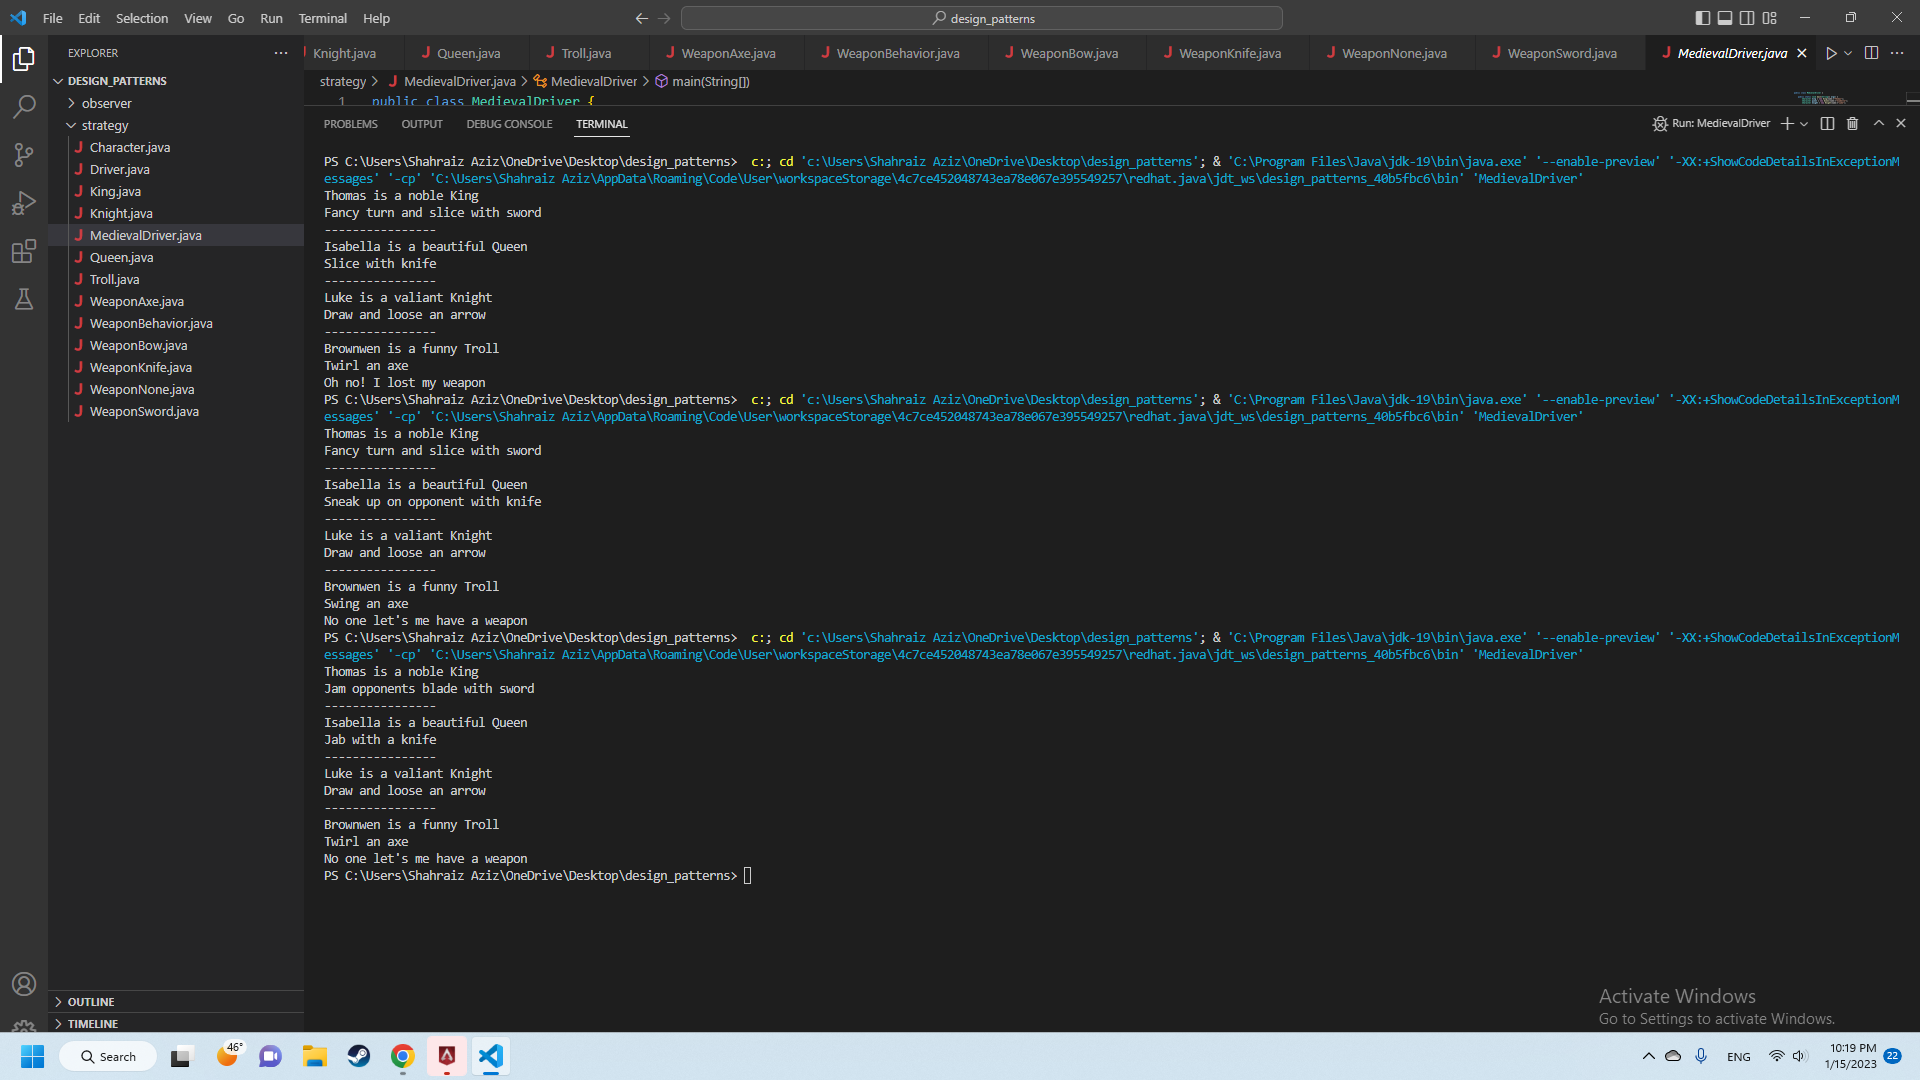 File Edit Selection View Go Run Terminal Help
design_patterns
EXPLORER
Knight.java Queen.java Troll.java WeaponAxe.java WeaponBehavior.java WeaponBow.java WeaponKnife.java WeaponNone.java WeaponSword.java MedievalDriver.java
DESIGN_PATTERNS
observer
strategy
Character.java
Driver.java
King.java
Knight.java
MedievalDriver.java
Queen.java
Troll.java
WeaponAxe.java
WeaponBehavior.java
WeaponBow.java
WeaponKnife.java
WeaponNone.java
WeaponSword.java
OUTLINE
TIMELINE
strategy > MedievalDriver.java > MedievalDriver > main(String[])
1 public class MedievalDriver {
PROBLEMS OUTPUT DEBUG CONSOLE TERMINAL
Run: MedievalDriver
PS C:\Users\Shahraiz Aziz\OneDrive\Desktop\design_patterns>  c:; cd 'c:\Users\Shahraiz Aziz\OneDrive\Desktop\design_patterns'; & 'C:\Program Files\Java\jdk-19\bin\java.exe' '--enable-preview' '-XX:+ShowCodeDetailsInExceptionM
essages' '-cp' 'C:\Users\Shahraiz Aziz\AppData\Roaming\Code\User\workspaceStorage\4c7ce452048743ea78e067e395549257\redhat.java\jdt_ws\design_patterns_40b5fbc6\bin' 'MedievalDriver'
Thomas is a noble King
Fancy turn and slice with sword
----------------
Isabella is a beautiful Queen
Slice with knife
----------------
Luke is a valiant Knight
Draw and loose an arrow
----------------
Brownwen is a funny Troll
Twirl an axe
Oh no! I lost my weapon
PS C:\Users\Shahraiz Aziz\OneDrive\Desktop\design_patterns>  c:; cd 'c:\Users\Shahraiz Aziz\OneDrive\Desktop\design_patterns'; & 'C:\Program Files\Java\jdk-19\bin\java.exe' '--enable-preview' '-XX:+ShowCodeDetailsInExceptionM
essages' '-cp' 'C:\Users\Shahraiz Aziz\AppData\Roaming\Code\User\workspaceStorage\4c7ce452048743ea78e067e395549257\redhat.java\jdt_ws\design_patterns_40b5fbc6\bin' 'MedievalDriver'
Thomas is a noble King
Fancy turn and slice with sword
----------------
Isabella is a beautiful Queen
Sneak up on opponent with knife
----------------
Luke is a valiant Knight
Draw and loose an arrow
----------------
Brownwen is a funny Troll
Swing an axe
No one let's me have a weapon
PS C:\Users\Shahraiz Aziz\OneDrive\Desktop\design_patterns>  c:; cd 'c:\Users\Shahraiz Aziz\OneDrive\Desktop\design_patterns'; & 'C:\Program Files\Java\jdk-19\bin\java.exe' '--enable-preview' '-XX:+ShowCodeDetailsInExceptionM
essages' '-cp' 'C:\Users\Shahraiz Aziz\AppData\Roaming\Code\User\workspaceStorage\4c7ce452048743ea78e067e395549257\redhat.java\jdt_ws\design_patterns_40b5fbc6\bin' 'MedievalDriver'
Thomas is a noble King
Jam opponents blade with sword
----------------
Isabella is a beautiful Queen
Jab with a knife
----------------
Luke is a valiant Knight
Draw and loose an arrow
----------------
Brownwen is a funny Troll
Twirl an axe
No one let's me have a weapon
PS C:\Users\Shahraiz Aziz\OneDrive\Desktop\design_patterns>
Activate Windows
Go to Settings to activate Windows.
Search
46°
ENG
10:19 PM
1/15/2023
22